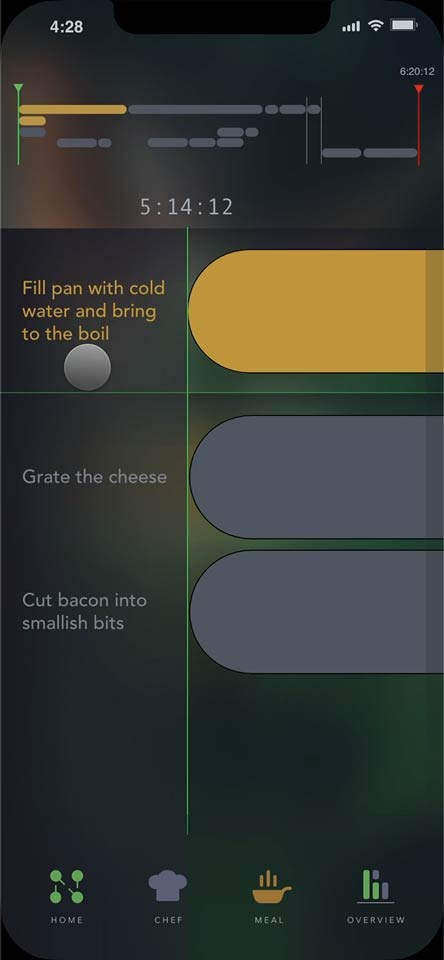 4:28
6:20:12
5:14:12
Fill pan with cold
water and bring
to the boil
Grate the cheese
Cut bacon into
smallish bits
HOME
CHEF
MEAL
OVERVIEW